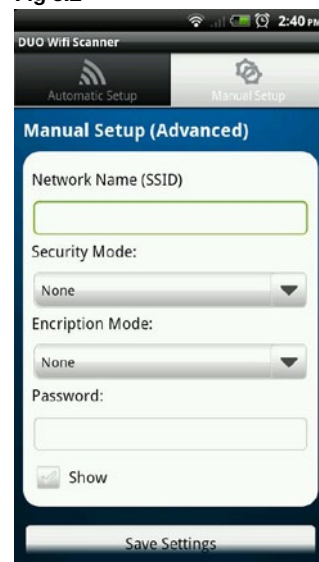 Fig 8.2
2:40 PM
DUO Wifi Scanner
Automatic Setup
Manual Setup
Manual Setup (Advanced)
Network Name (SSID)
Security Mode:
None
Encription Mode:
None
Password:
Show
Save Settings